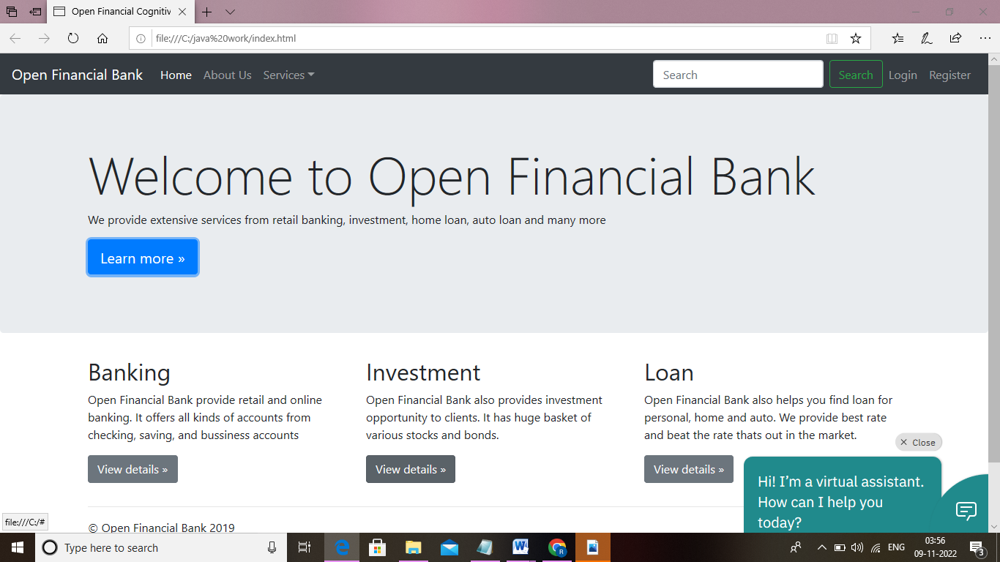 Open Financial Cognitiv
file:///C:/java%20work/index.html
Open Financial Bank Home About Us Services Search Search Login Register
Welcome to Open Financial Bank
We provide extensive services from retail banking, investment, home loan, auto loan and many more
Learn more »
Banking
Open Financial Bank provide retail and online
banking. It offers all kinds of accounts from
checking, saving, and bussiness accounts
View details »
Investment
Open Financial Bank also provides investment
opportunity to clients. It has huge basket of
various stocks and bonds.
View details »
Loan
Open Financial Bank also helps you find loan for
personal, home and auto. We provide best rate
and beat the rate thats out in the market.
View details »
× Close
Hi! I’m a virtual assistant.
How can I help you
today?
file:///C:/#
© Open Financial Bank 2019
Type here to search
ENG
03:56
09-11-2022
3